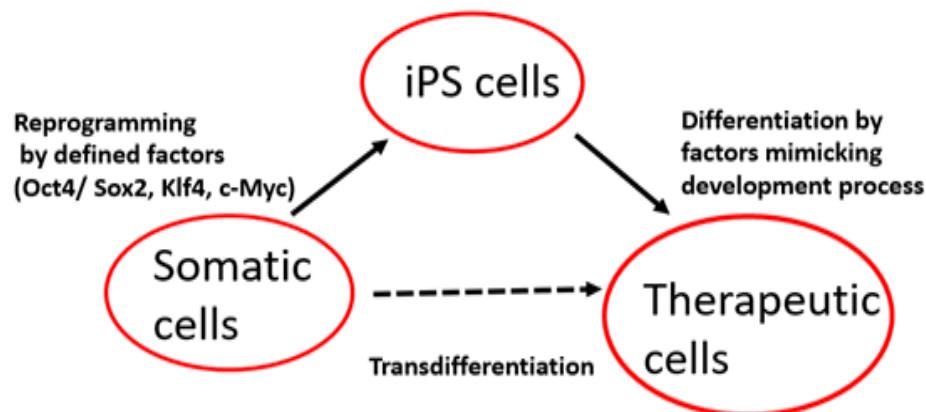 iPS cells
Reprogramming
by defined factors
(Oct4/ Sox2, Klf4, c-Myc)
Differentiation by
factors mimicking
development process
Somatic
cells
Therapeutic
cells
Transdifferentiation